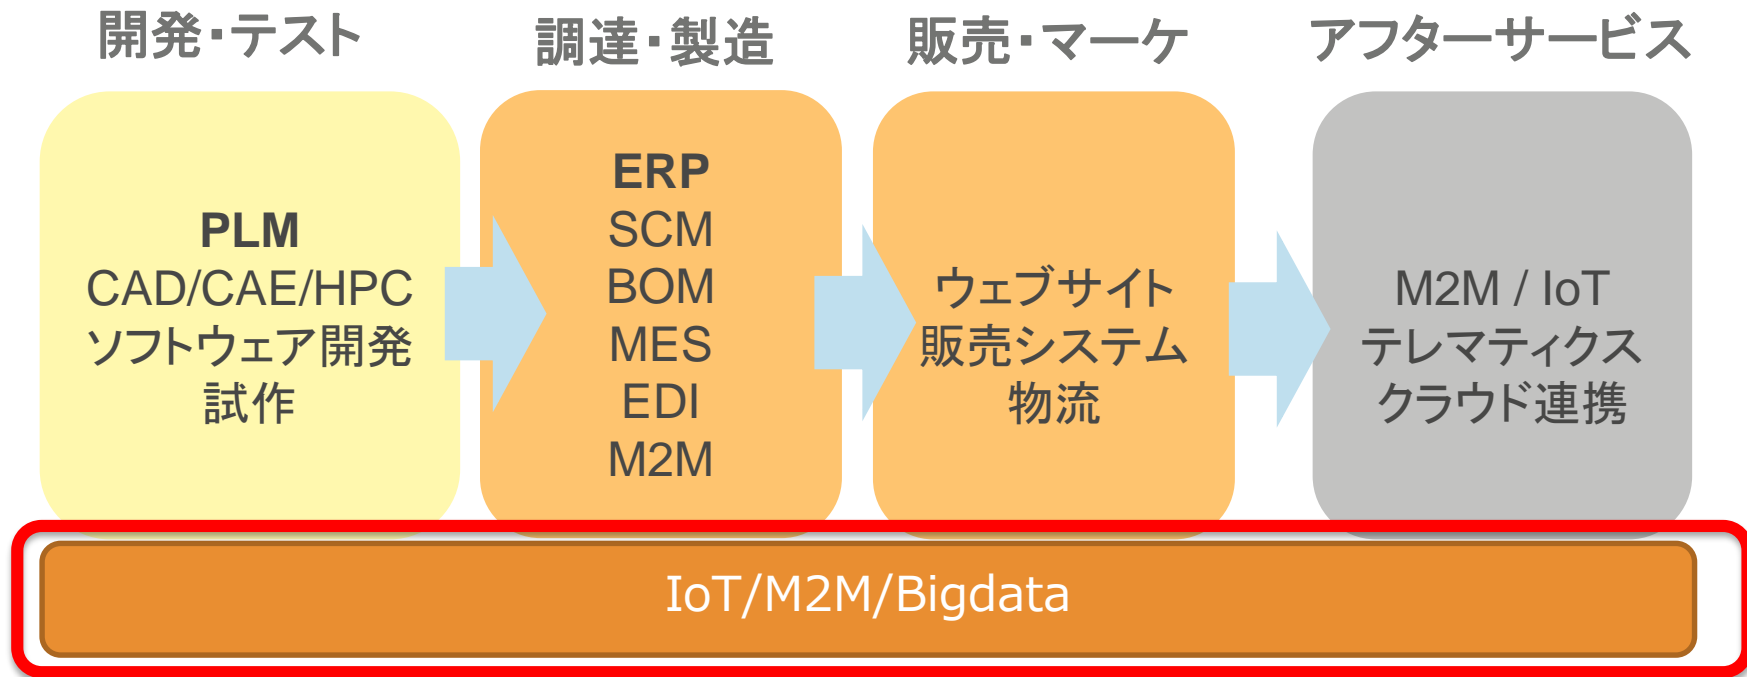 開発・テスト
調達・製造
販売・マーケ
アフターサービス
PLM
CAD/CAE/HPC
ソフトウェア開発
試作
ERP
SCM
BOM
MES
EDI
M2M
ウェブサイト
販売システム
物流
M2M / IoT
テレマティクス
クラウド連携
IoT/M2M/Bigdata